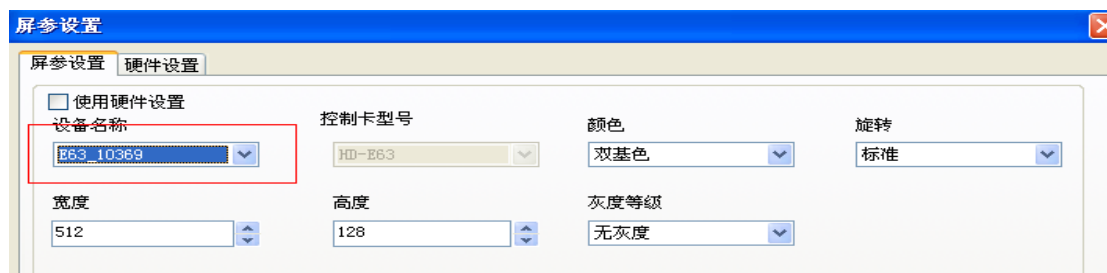 屏参设置
屏参设置 硬件设置
使用硬件设置
设备名称 控制卡型号 颜色 旋转
E63_10369 HD-E63 双基色 标准
宽度 高度 灰度等级
512 128 无灰度